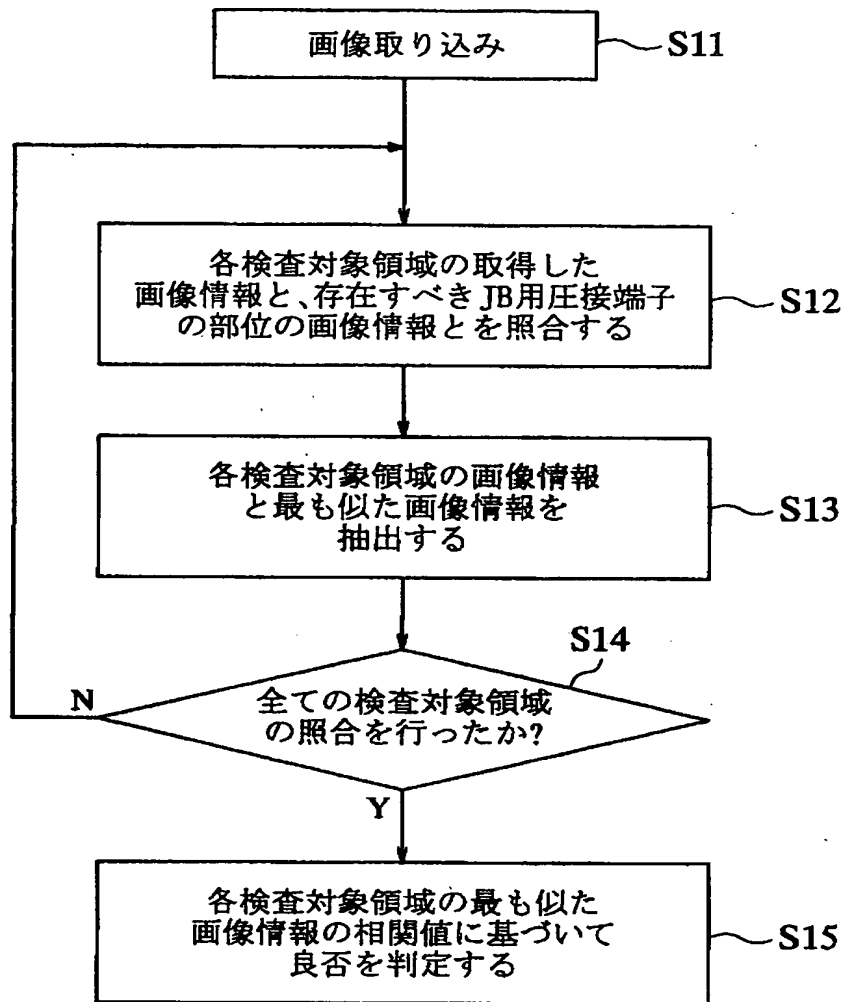 画像取り込み
S11
各検査対象領域の取得した
画像情報と、存在すべきJB用圧接端子
の部位の画像情報とを照合する
S12
各検査対象領域の画像情報
と最も似た画像情報を
抽出する
S13
S14
全ての検査対象領域
の照合を行ったか?
N
Y
各検査対象領域の最も似た
画像情報の相関値に基づいて
良否を判定する
S15